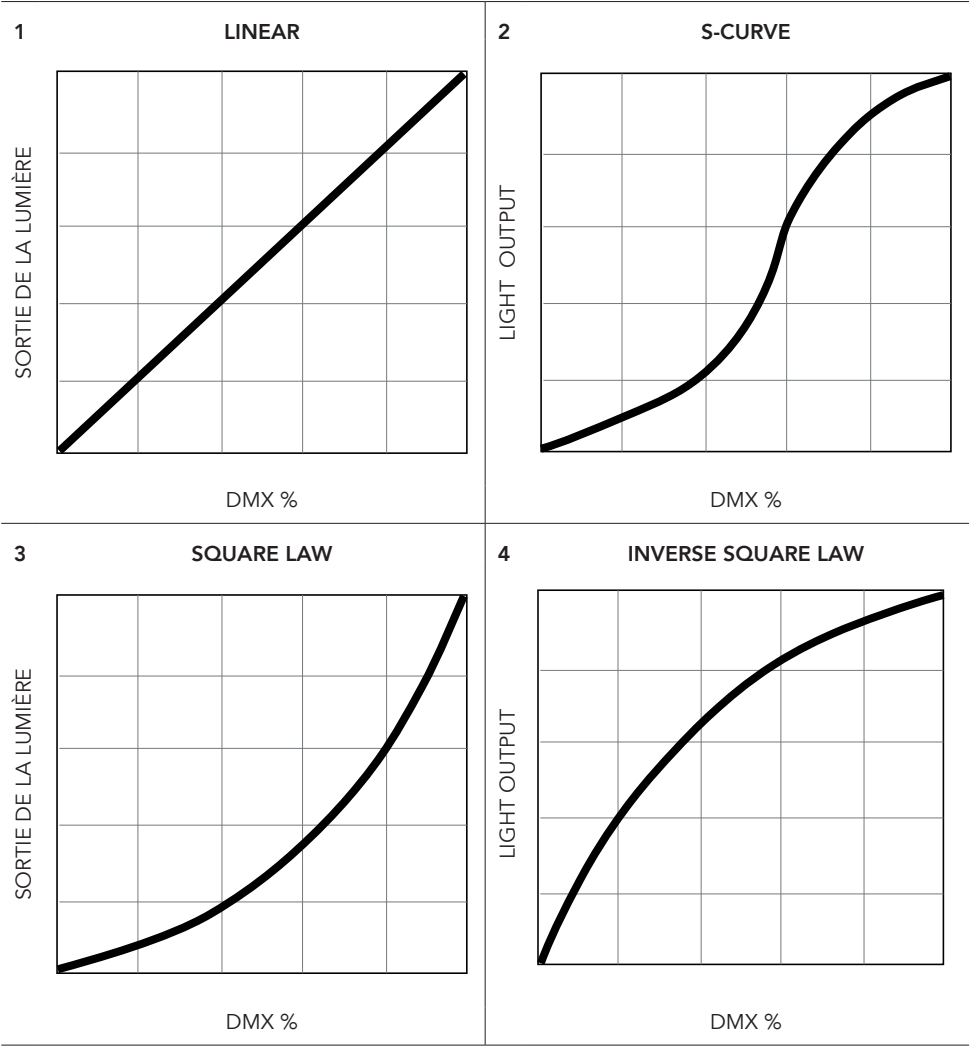 1
LINEAR
SORTIE DE LA LUMIÈRE
DMX %
2
S-CURVE
LIGHT OUTPUT
DMX %
3
SQUARE LAW
SORTIE DE LA LUMIÈRE
DMX %
4
INVERSE SQUARE LAW
LIGHT OUTPUT
DMX %